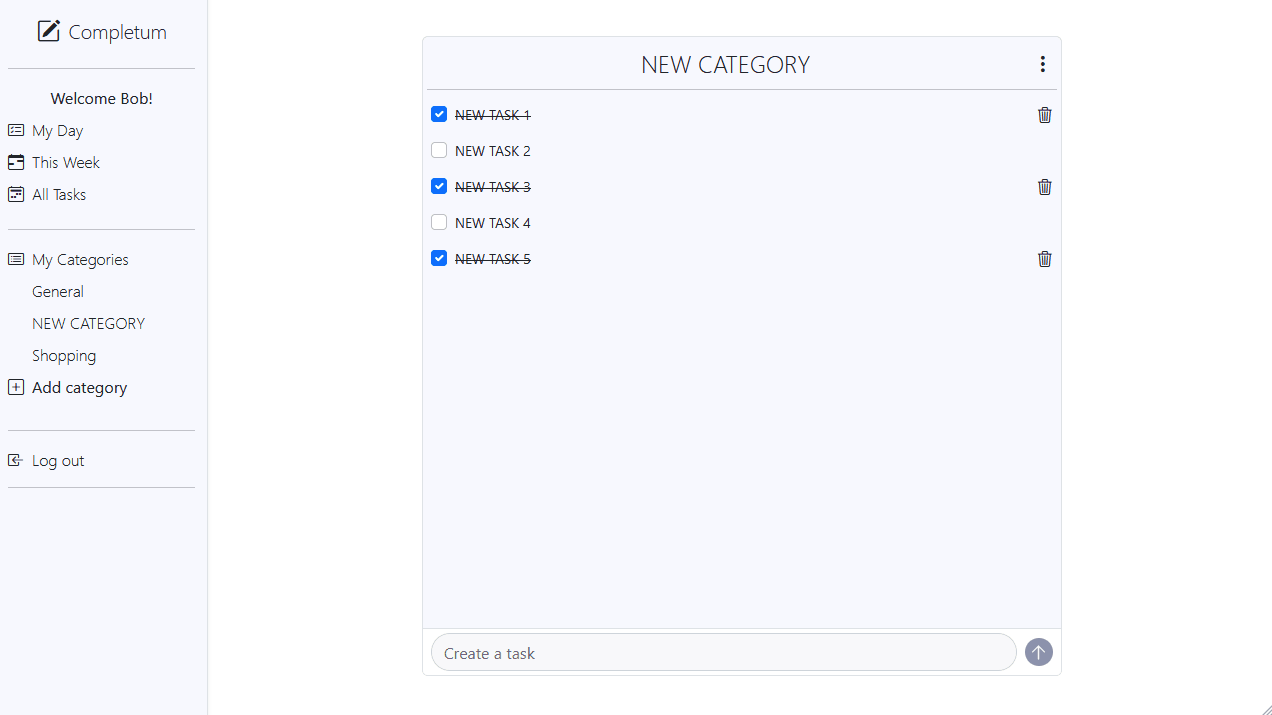 Completum
Welcome Bob!
My Day
This Week
All Tasks
My Categories
General
NEW CATEGORY
Shopping
Add category
Log out
NEW CATEGORY
NEW TASK 1
NEW TASK 2
NEW TASK 3
NEW TASK 4
NEW TASK 5
Create a task